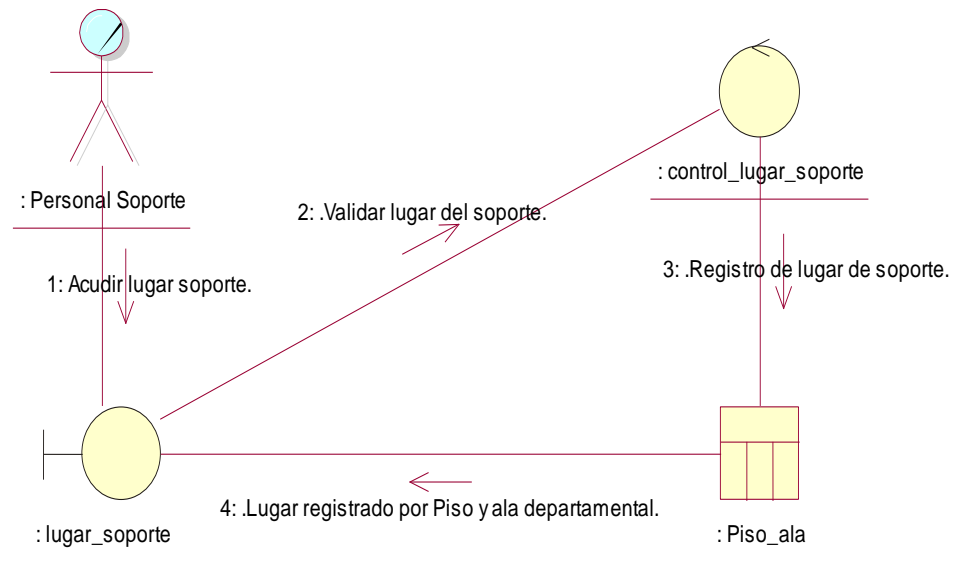 : Personal Soporte
: control_lugar_soporte
2: .Validar lugar del soporte.
1: Acudir lugar soporte.
3: .Registro de lugar de soporte.
4: .Lugar registrado por Piso y ala departamental.
: lugar_soporte
: Piso_ala